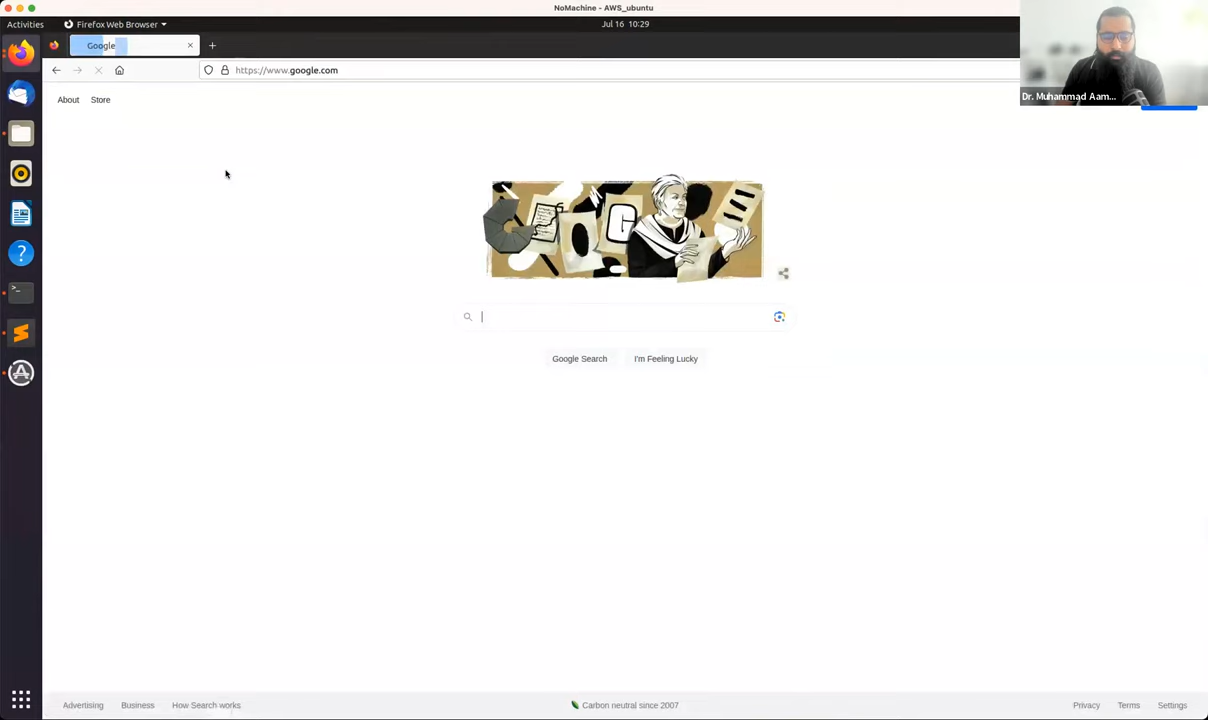 NoMachine - AWS_ubuntu
Activities
Firefox Web Browser
Jul 16 10:29
Google
https://www.google.com
Dr. Muhammad Aam...
About
Store
G
Google Search
I'm Feeling Lucky
Advertising
Business
How Search works
Carbon neutral since 2007
Privacy
Terms
Settings